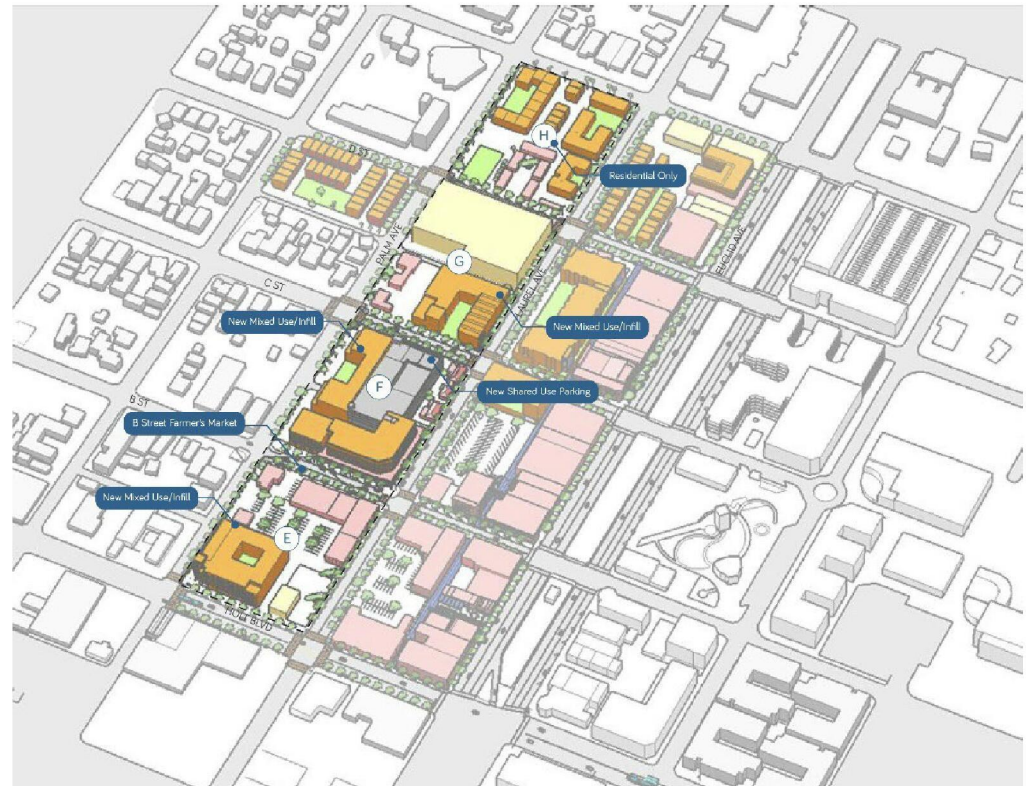 H
Residential Only
D ST
PALM AVE
EUCLID AVE
G
LAUREL AVE
C ST
New Mixed Use/Infill
New Mixed Use/Infill
F
New Shared Use Parking
B ST
B Street Farmer's Market
New Mixed Use/Infill
E
HOLT BLVD